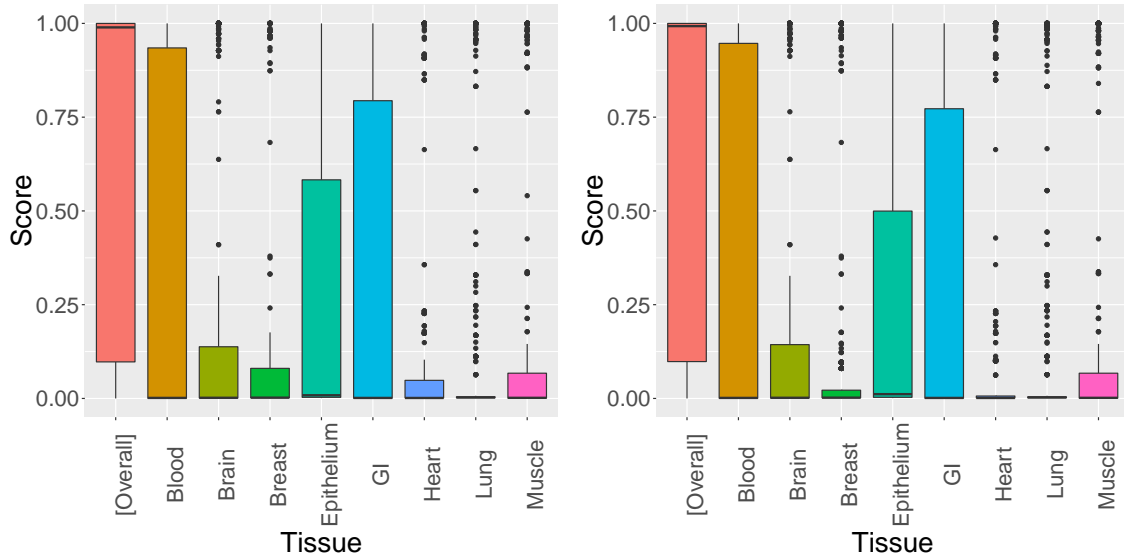 1.00
0.75
0.50
0.25
0.00
Score
[Overall]
Blood
Brain
Breast
Epithelium
GI
Heart
Lung
Muscle
Tissue
1.00
0.75
0.50
0.25
0.00
Score
[Overall]
Blood
Brain
Breast
Epithelium
GI
Heart
Lung
Muscle
Tissue